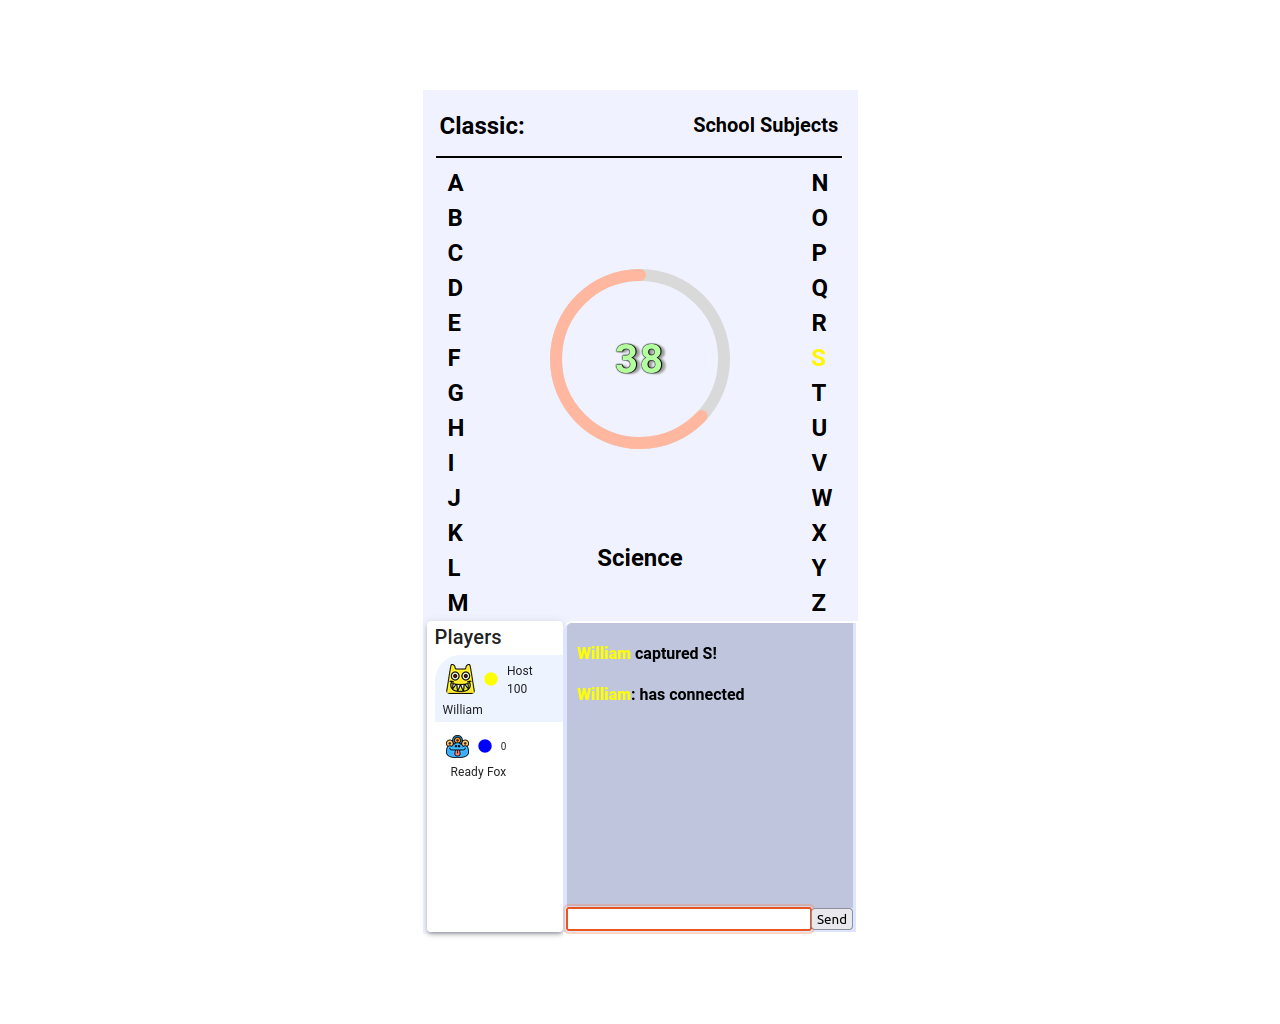 Classic:
School Subjects
A
B
C
D
E
F
G
H
I
J
K
L
M
38
Science
N
O
P
Q
R
S
T
U
V
W
X
Y
Z
Players
Host
100
William
0
Ready Fox
William captured S!
William: has connected
Send